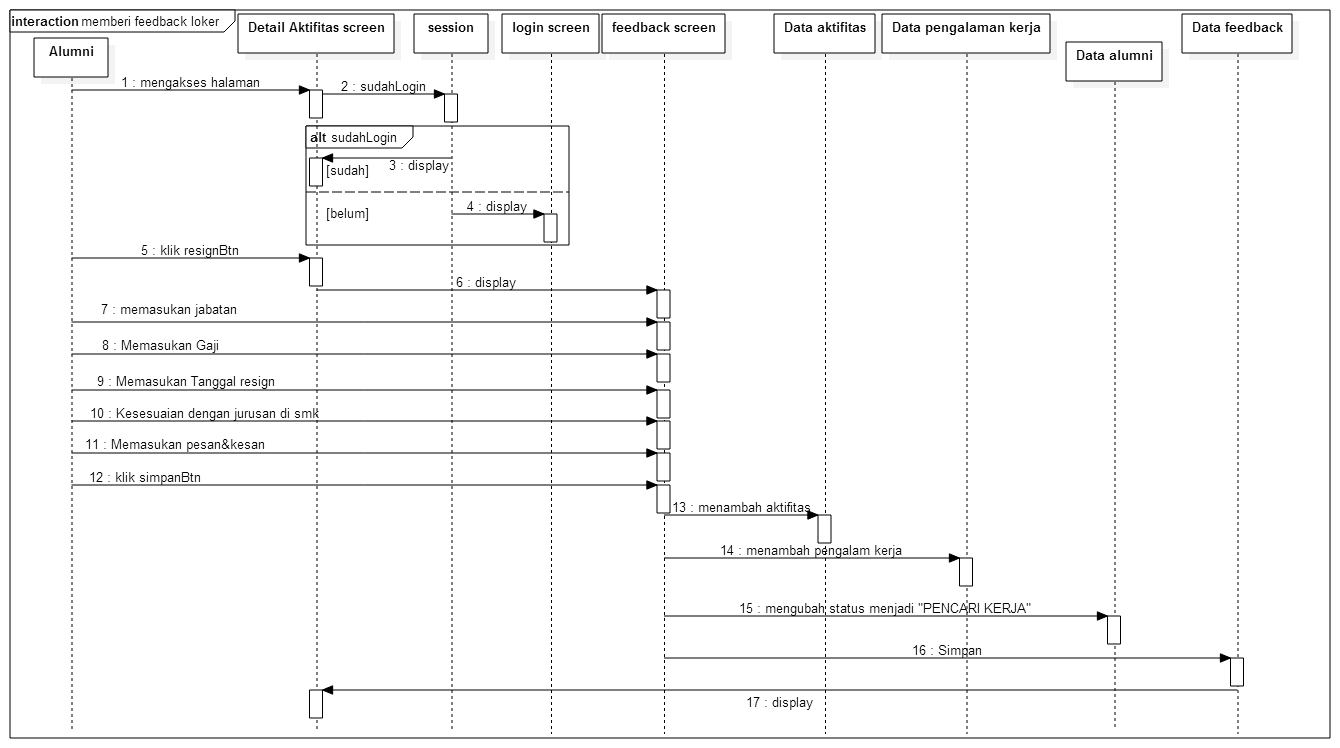 interaction memberi feedback loker
Detail Aktifitas screen
session
login screen
feedback screen
Data aktifitas
Data pengalaman kerja
Data feedback
Alumni
Data alumni
1 : mengakses halaman
2 : sudahLogin
alt sudahLogin
3 : display
[sudah]
4 : display
[belum]
5 : klik resignBtn
6 : display
7 : memasukan jabatan
8 : Memasukan Gaji
9 : Memasukan Tanggal resign
10 : Kesesuaian dengan jurusan di smk
11 : Memasukan pesan&kesan
12 : klik simpanBtn
13 : menambah aktifitas
14 : menambah pengalam kerja
15 : mengubah status menjadi "PENCARI KERJA"
16 : Simpan
17 : display